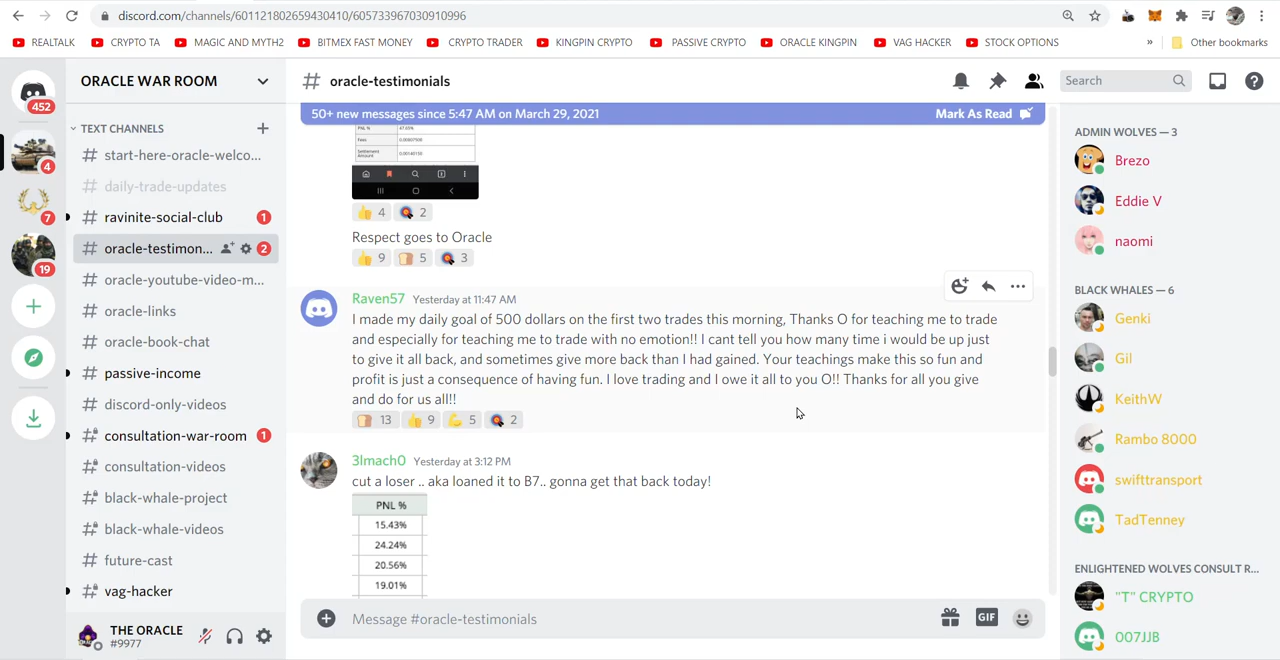 discord.com/channels/601121802659430410/605733967030910996
REALTALK CRYPTO TA MAGIC AND MYTH2 BITMEX FAST MONEY CRYPTO TRADER KINGPIN CRYPTO PASSIVE CRYPTO ORACLE KINGPIN VAG HACKER STOCK OPTIONS » Other bookmarks
452
4
7
19
ORACLE WAR ROOM
TEXT CHANNELS
# start-here-oracle-welco...
# daily-trade-updates
# ravinite-social-club 1
# oracle-testimon... 2
# oracle-youtube-video-m...
# oracle-links
# oracle-book-chat
# passive-income
# discord-only-videos
# consultation-war-room 1
# consultation-videos
# black-whale-project
# black-whale-videos
# future-cast
# vag-hacker
THE ORACLE
#9977
# oracle-testimonials
Search
50+ new messages since 5:47 AM on March 29, 2021 Mark As Read
PNL % 47.65%
Fees
Settlement
Amount
4 2
Respect goes to Oracle
9 5 3
Raven57 Yesterday at 11:47 AM
I made my daily goal of 500 dollars on the first two trades this morning, Thanks O for teaching me to trade
and especially for teaching me to trade with no emotion!! I cant tell you how many time i would be up just
to give it all back, and sometimes give more back than I had gained. Your teachings make this so fun and
profit is just a consequence of having fun. I love trading and I owe it all to you O!! Thanks for all you give
and do for us all!!
13 9 5 2
3lmach0 Yesterday at 3:12 PM
cut a loser .. aka loaned it to B7.. gonna get that back today!
PNL %
15.43%
24.24%
20.56%
19.01%
Message #oracle-testimonials
GIF
ADMIN WOLVES — 3
Brezo
Eddie V
naomi
BLACK WHALES — 6
Genki
Gil
KeithW
Rambo 8000
swifttransport
TadTenney
ENLIGHTENED WOLVES CONSULT R...
"T" CRYPTO
007JJB